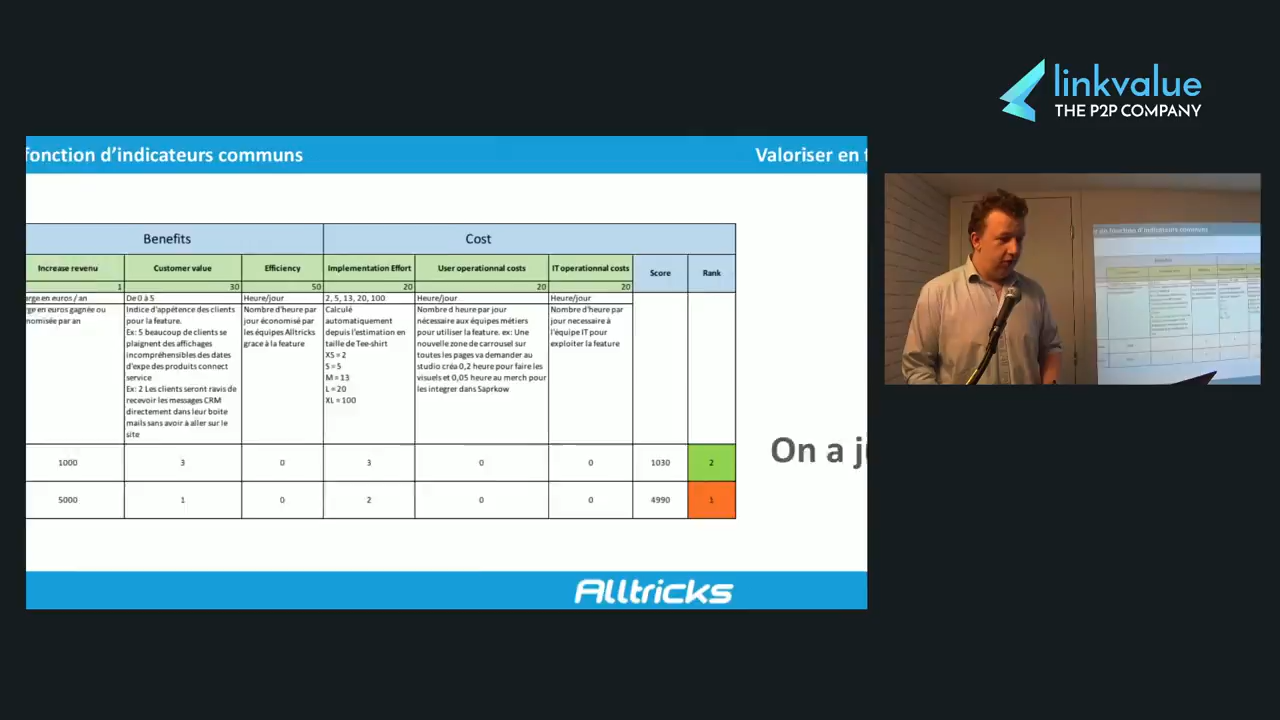 linkvalue
THE P2P COMPANY
fonction d'indicateurs communs
Valoriser en f
Benefits
Cost
Increase revenu
Customer value
Efficiency
Implementation Effort
User operationnal costs
IT operationnal costs
Score
Rank
1
30
50
20
20
20
arge en euros / an
De 0 à 5
Heure/jour
2, 5, 13, 20, 100
Heure/jour
Heure/jour
rge en euros gagnée ou
nomisée par an
Indice d'appétence des clients
pour la feature.
Ex: 5 beaucoup de clients se
plaignent des affichages
incompréhensibles des dates
d'expe des produits connect
service
Ex: 2 Les clients seront ravis de
recevoir les messages CRM
directement dans leur boite
mails sans avoir à aller sur le
site
Nombre d'heure par
jour économisé par
les équipes Alltricks
grace à la feature
Calculé
automatiquement
depuis l'estimation en
taille de Tee-shirt
XS = 2
S = 5
M = 13
L = 20
XL = 100
Nombre d heure par jour
nécessaire aux équipes métiers
pour utiliser la feature. ex: Une
nouvelle zone de carrousel sur
toutes les pages va demander au
studio créa 0,2 heure pour faire les
visuels et 0,05 heure au merch pour
les integrer dans Saprkow
Nombre d'heure par
jour necessaire à
l'équipe IT pour
exploiter la feature
1000
3
0
3
0
0
1030
2
5000
1
0
2
0
0
4990
1
On a ju
Alltricks
en fonction d'indicateurs communs